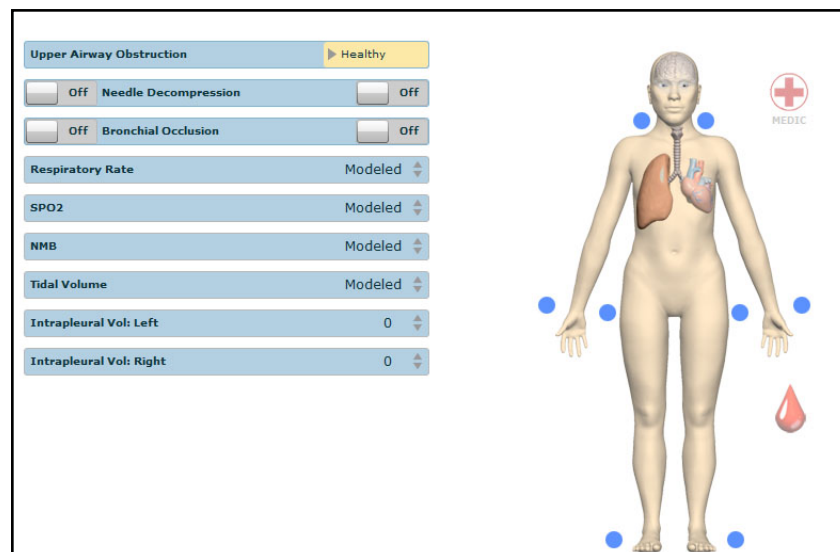 Upper Airway Obstruction Healthy
Off Needle Decompression Off
Off Bronchial Occlusion Off
Respiratory Rate Modeled
SPO2 Modeled
NMB Modeled
Tidal Volume Modeled
Intrapleural Vol: Left 0
Intrapleural Vol: Right 0
MEDIC